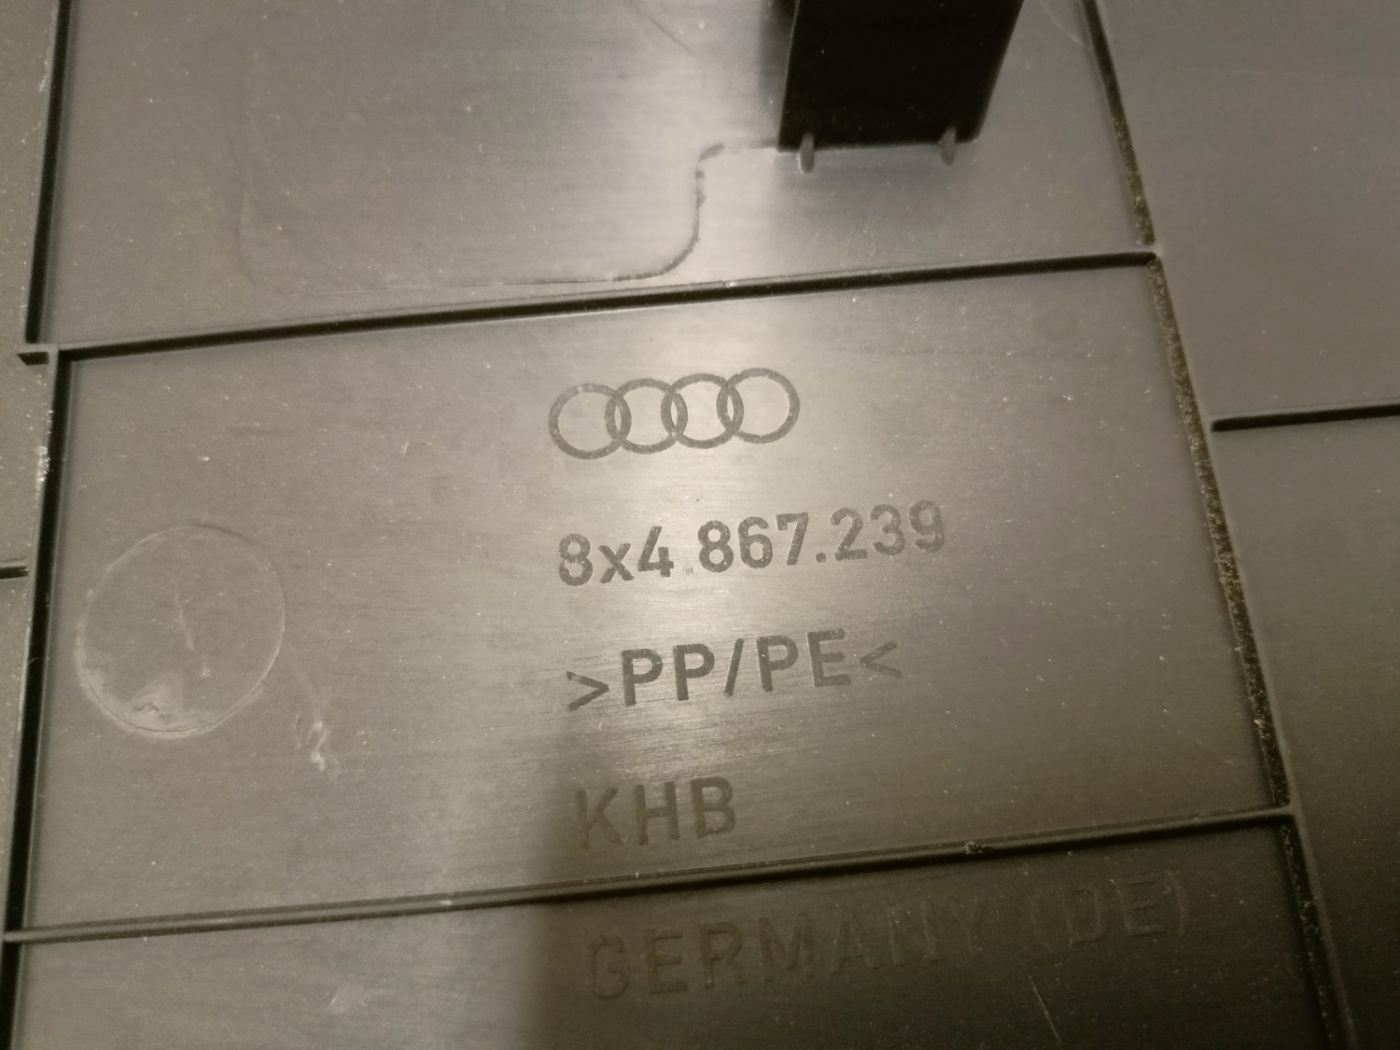 8x4.867.239
>PP/PE<
KHB
GERMANY (DE)